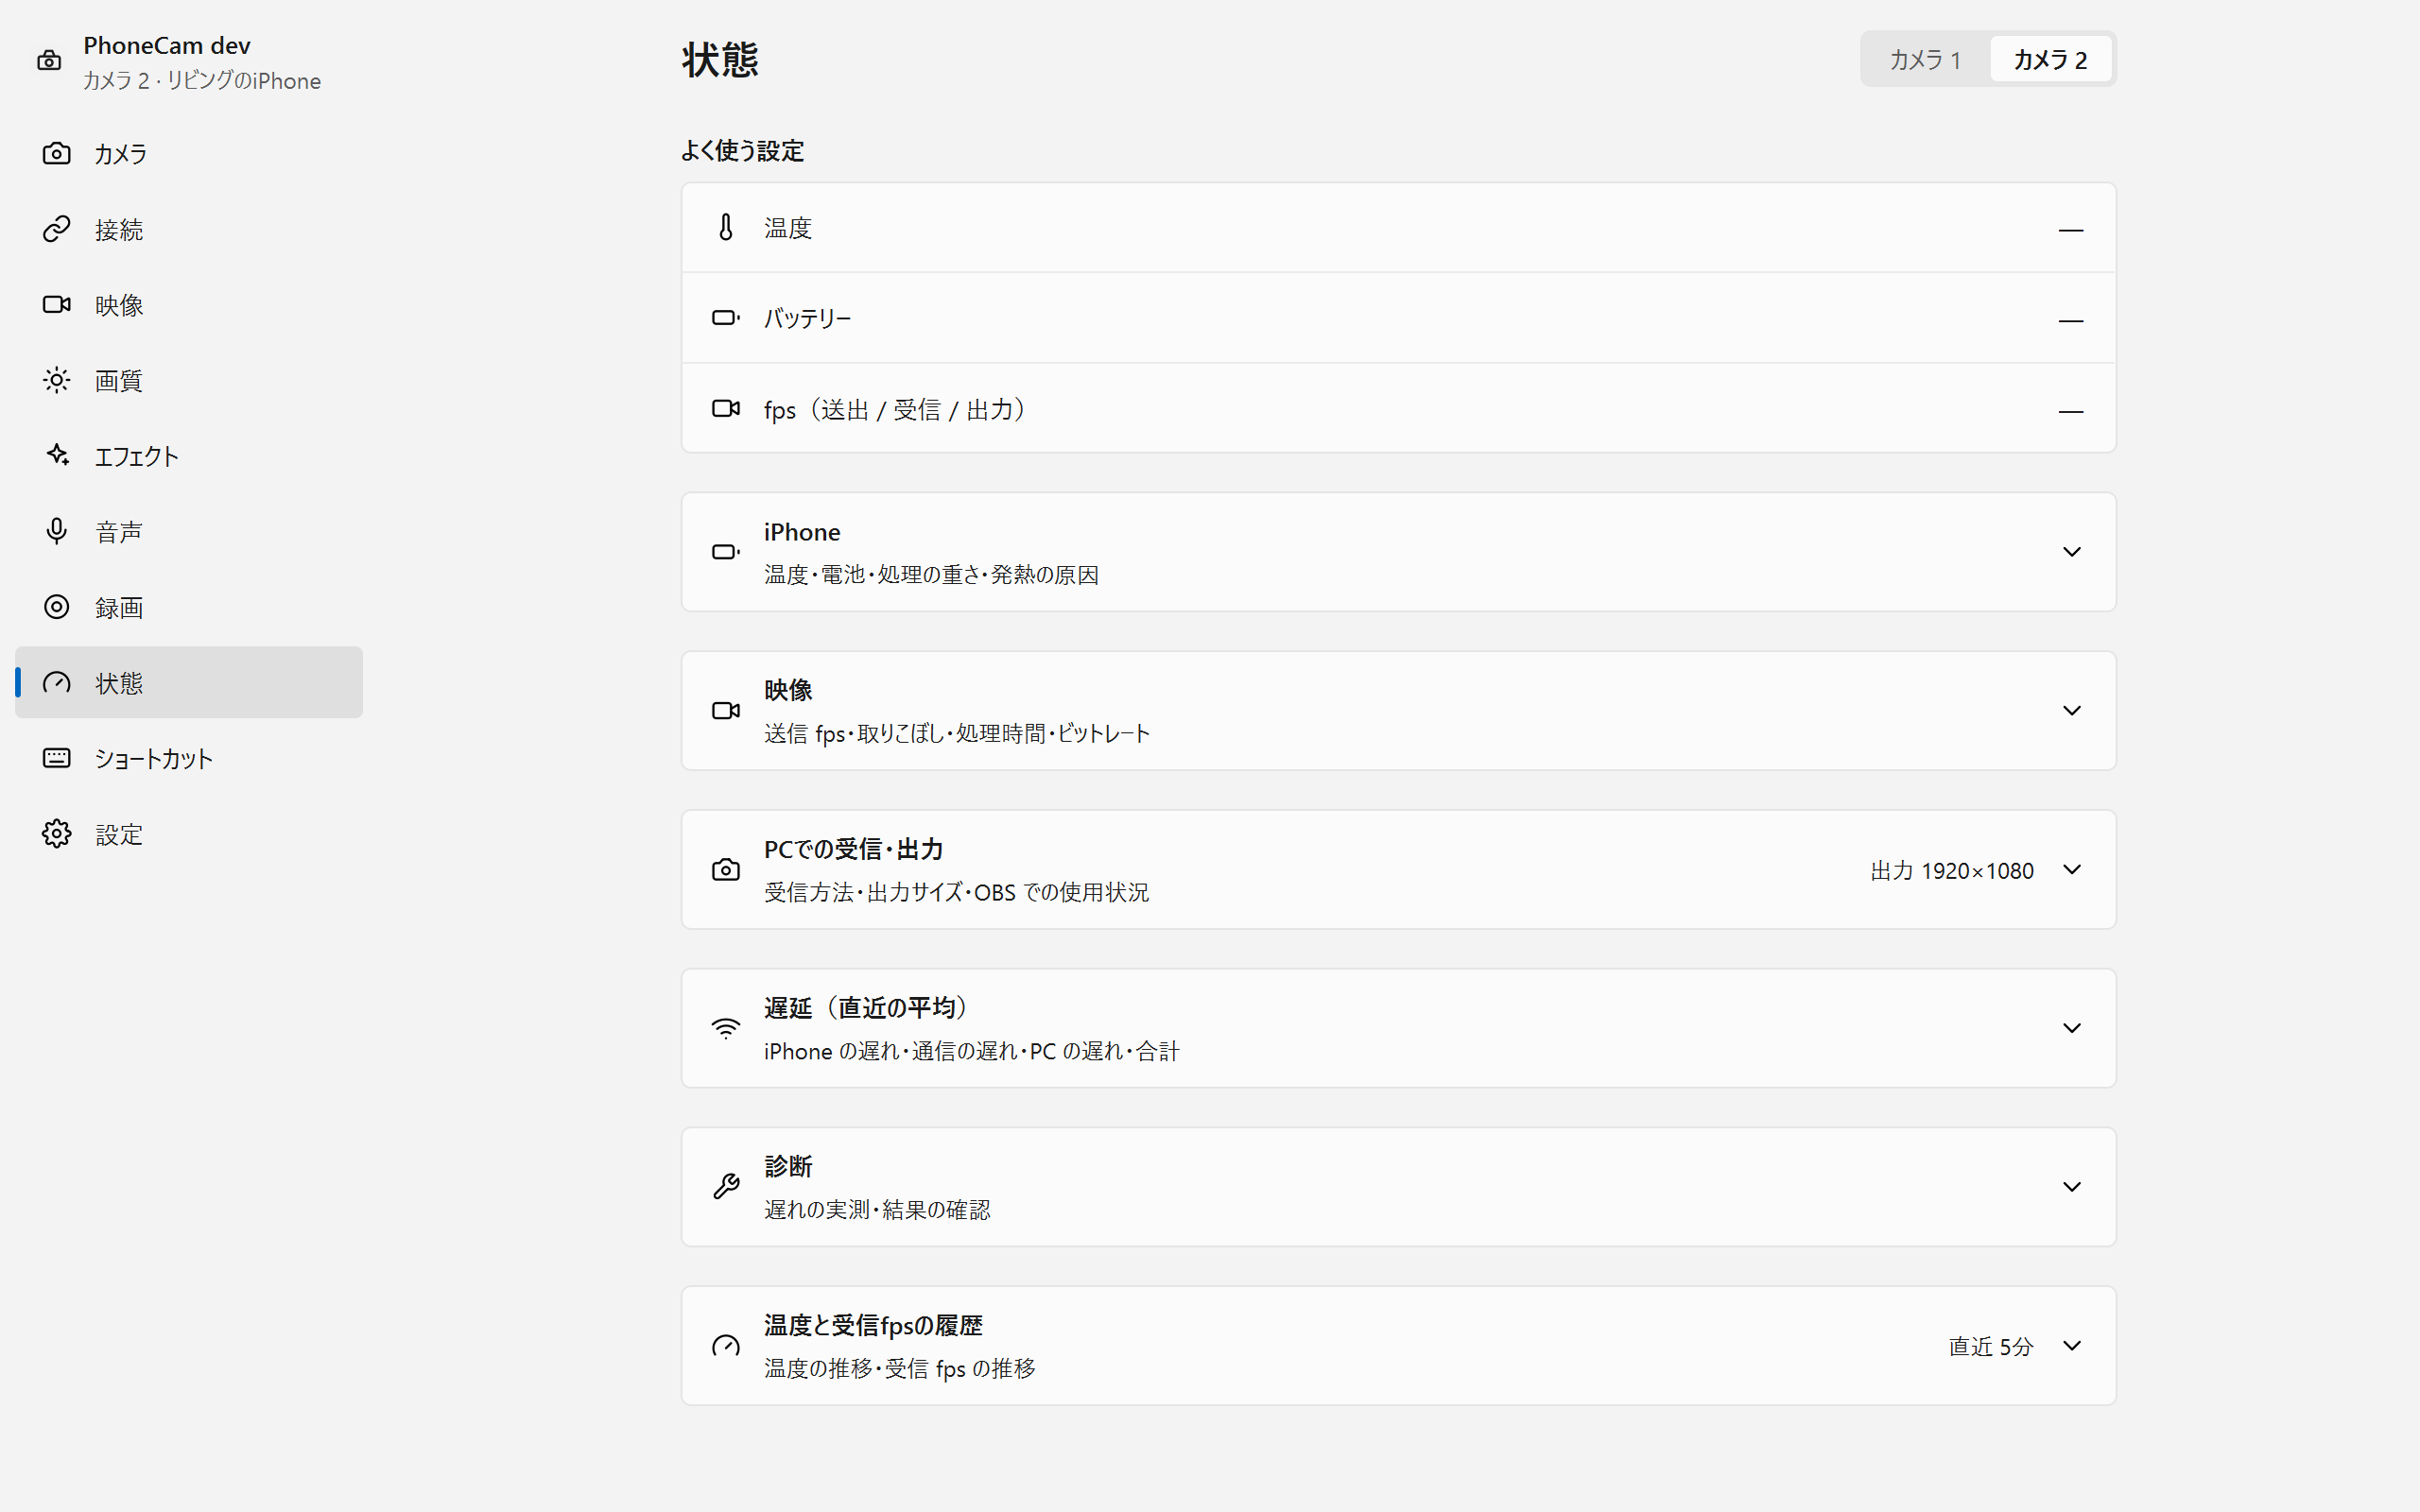 PhoneCam dev
カメラ 2 · リビングのiPhone
カメラ
接続
映像
画質
エフェクト
音声
録画
状態
ショートカット
設定
状態
カメラ 1
カメラ 2
よく使う設定
温度
—
バッテリー
—
fps（送出 / 受信 / 出力）
—
iPhone
温度・電池・処理の重さ・発熱の原因
映像
送信 fps・取りこぼし・処理時間・ビットレート
PCでの受信・出力
受信方法・出力サイズ・OBS での使用状況
出力 1920×1080
遅延（直近の平均）
iPhone の遅れ・通信の遅れ・PC の遅れ・合計
診断
遅れの実測・結果の確認
温度と受信fpsの履歴
温度の推移・受信 fps の推移
直近 5分